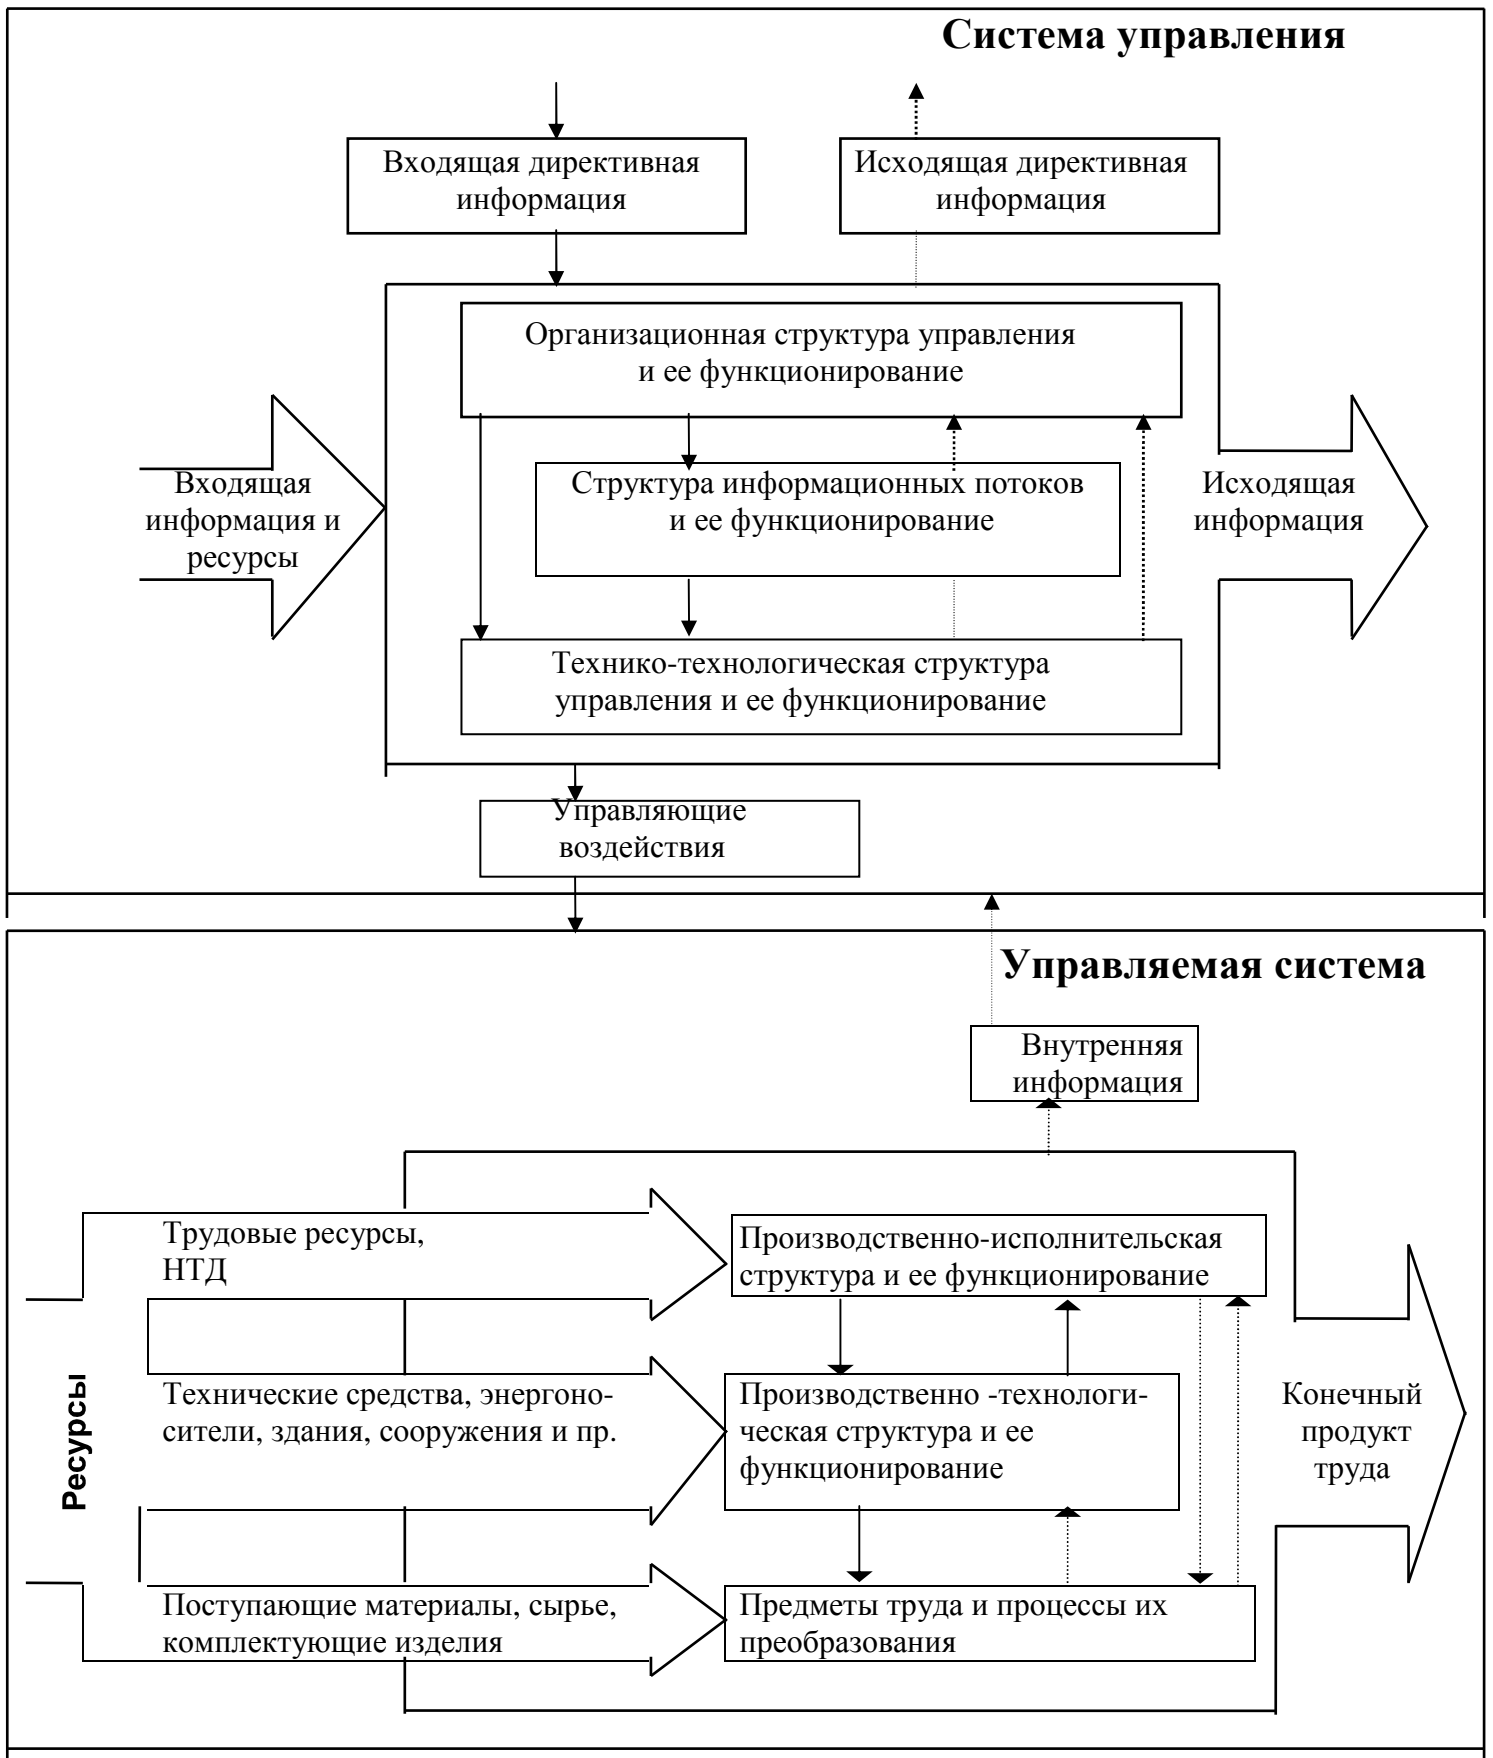 Система управления
Входящая директивная
информация
Исходящая директивная
информация
Организационная структура управления
и ее функционирование
Входящая
информация и
ресурсы
Структура информационных потоков
и ее функционирование
Исходящая
информация
Технико-технологическая структура
управления и ее функционирование
Управляющие
воздействия
Управляемая система
Внутренняя
информация
Ресурсы
Трудовые ресурсы,
НТД
Производственно-исполнительская
структура и ее функционирование
Технические средства, энергоно-
сители, здания, сооружения и пр.
Производственно -технологи-
ческая структура и ее
функционирование
Конечный
продукт
труда
Поступающие материалы, сырье,
комплектующие изделия
Предметы труда и процессы их
преобразования